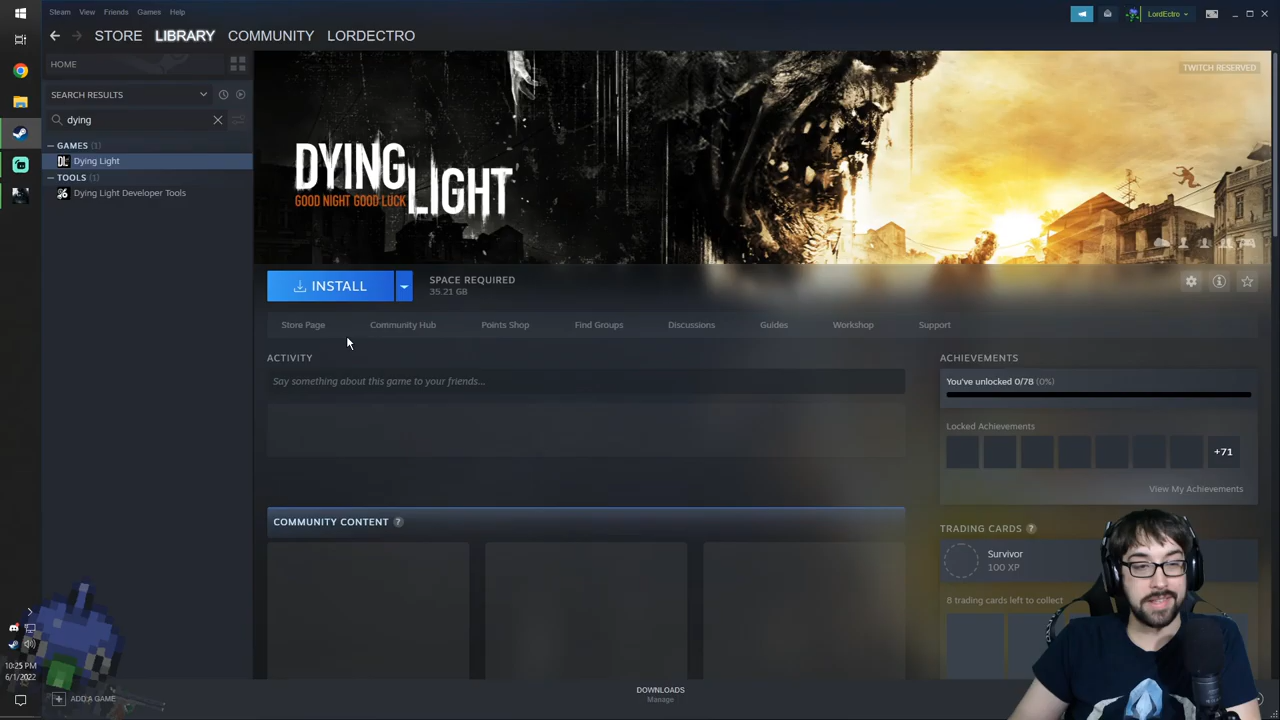 Steam View Friends Games Help
LordEctro
STORE LIBRARY COMMUNITY LORDECTRO
HOME
SEARCH RESULTS
dying
GAMES (1)
Dying Light
TOOLS (1)
Dying Light Developer Tools
TWITCH RESERVED
DYING LIGHT
GOOD NIGHT GOOD LUCK
INSTALL
SPACE REQUIRED
35.21 GB
Store Page Community Hub Points Shop Find Groups Discussions Guides Workshop Support
ACTIVITY
Say something about this game to your friends...
ACHIEVEMENTS
You've unlocked 0/78 (0%)
Locked Achievements
+71
View My Achievements
COMMUNITY CONTENT ?
TRADING CARDS ?
Survivor
100 XP
8 trading cards left to collect
10:25 PM
6/1/2022
ADD A GAME
DOWNLOADS
Manage